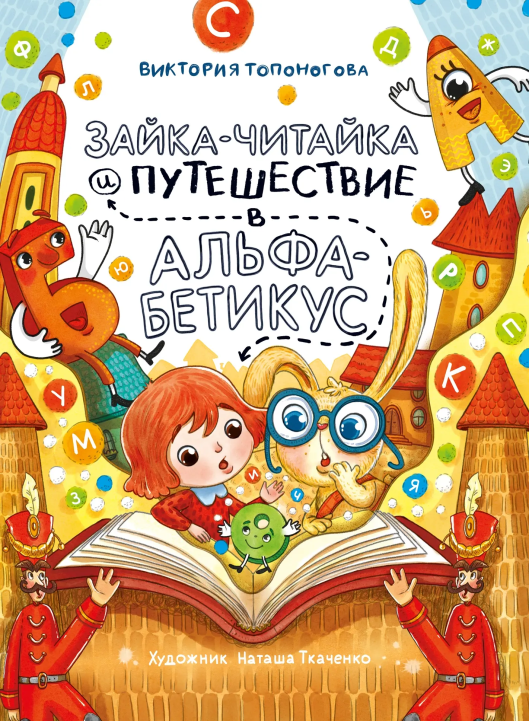 С
Ф
Л
Д
Ж
ВИКТОРИЯ ТОПОНОГОВА
А
ЗАЙКА-ЧИТАЙКА
И ПУТЕШЕСТВИЕ
Э
В
Ь
АЛЬФА-
БЕТИКУС
Б
Ю
Р
П
У
К
М
З
И
Ч
Я
В
Художник Наташа Ткаченко